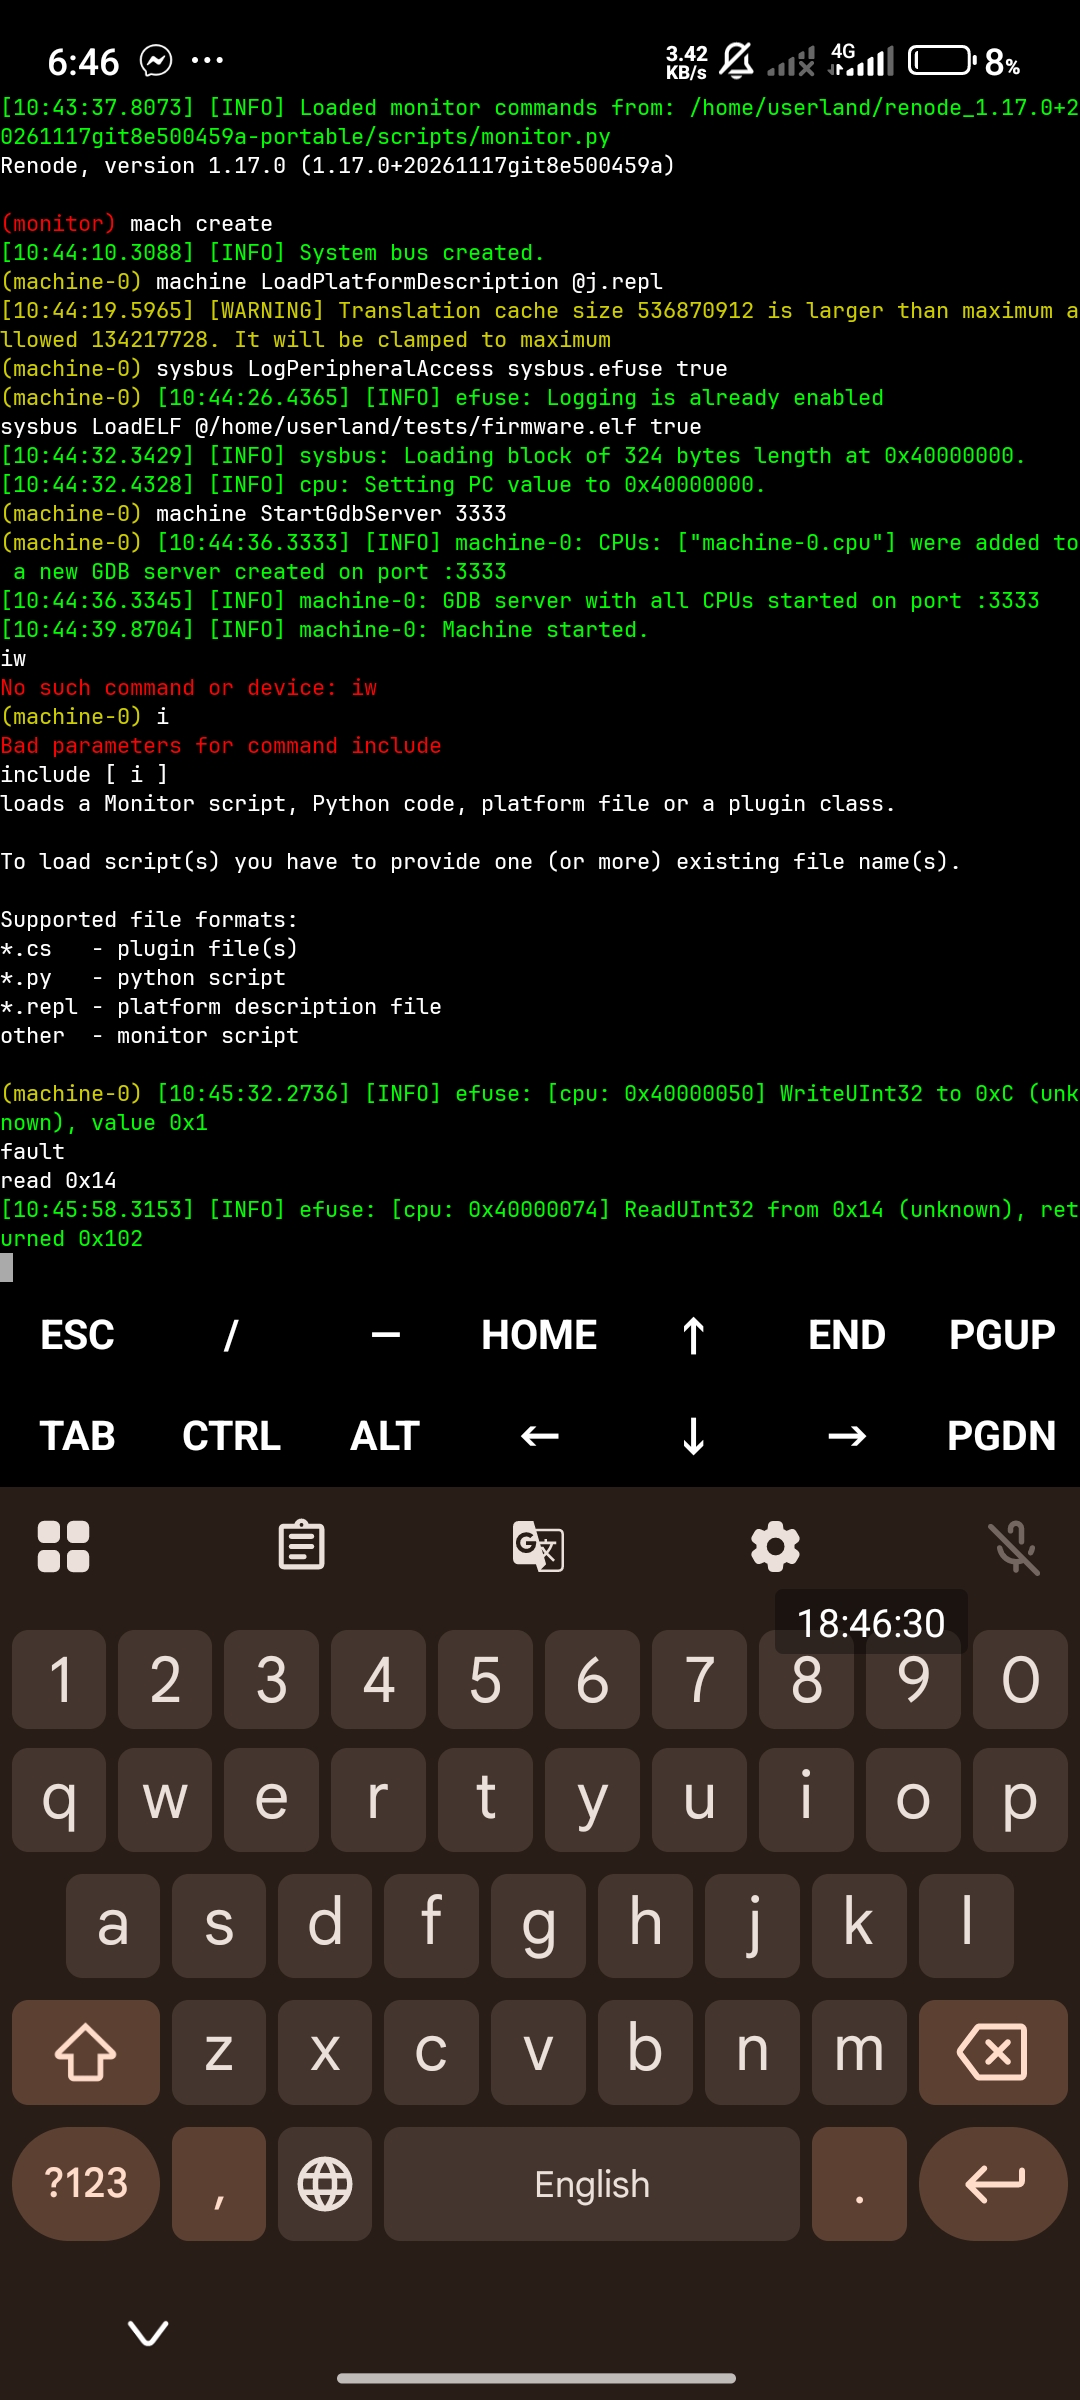 6:46 ... 3.42 KB/s 4G 8%
[10:43:37.8073] [INFO] Loaded monitor commands from: /home/userland/renode_1.17.0+2
0261117git8e500459a-portable/scripts/monitor.py
Renode, version 1.17.0 (1.17.0+20261117git8e500459a)
(monitor) mach create
[10:44:10.3088] [INFO] System bus created.
(machine-0) machine LoadPlatformDescription @j.repl
[10:44:19.5965] [WARNING] Translation cache size 536870912 is larger than maximum a
llowed 134217728. It will be clamped to maximum
(machine-0) sysbus LogPeripheralAccess sysbus.efuse true
(machine-0) [10:44:26.4365] [INFO] efuse: Logging is already enabled
sysbus LoadELF @/home/userland/tests/firmware.elf true
[10:44:32.3429] [INFO] sysbus: Loading block of 324 bytes length at 0x40000000.
[10:44:32.4328] [INFO] cpu: Setting PC value to 0x40000000.
(machine-0) machine StartGdbServer 3333
(machine-0) [10:44:36.3333] [INFO] machine-0: CPUs: ["machine-0.cpu"] were added to
 a new GDB server created on port :3333
[10:44:36.3345] [INFO] machine-0: GDB server with all CPUs started on port :3333
[10:44:39.8704] [INFO] machine-0: Machine started.
iw
No such command or device: iw
(machine-0) i
Bad parameters for command include
include [ i ]
loads a Monitor script, Python code, platform file or a plugin class.
To load script(s) you have to provide one (or more) existing file name(s).
Supported file formats:
*.cs   - plugin file(s)
*.py   - python script
*.repl - platform description file
other  - monitor script
(machine-0) [10:45:32.2736] [INFO] efuse: [cpu: 0x40000050] WriteUInt32 to 0xC (unk
nown), value 0x1
fault
read 0x14
[10:45:58.3153] [INFO] efuse: [cpu: 0x40000074] ReadUInt32 from 0x14 (unknown), ret
urned 0x102
ESC / — HOME ↑ END PGUP
TAB CTRL ALT ← ↓ → PGDN
G 文
18:46:30
1 2 3 4 5 6 7 8 9 0
q w e r t y u i o p
a s d f g h j k l
z x c v b n m
?123 , English .